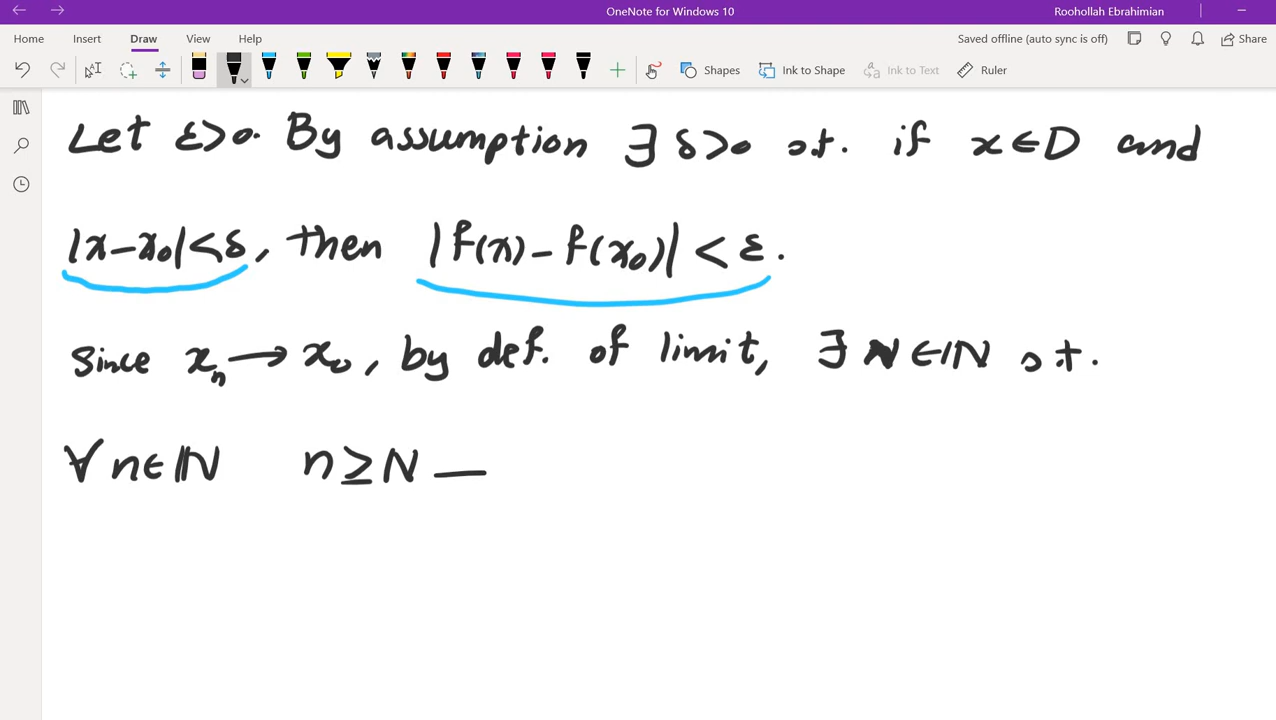 OneNote for Windows 10
Roohollah Ebrahimian
Home Insert Draw View Help
Saved offline (auto sync is off)
Share
Shapes
Ink to Shape
Ink to Text
Ruler
Let ε>0. By assumption ∃ δ>0 s.t. if x∈D and
|x-x₀|<δ, then |f(x)-f(x₀)|<ε.
Since xₙ→x₀, by def. of limit, ∃ N∈ℕ s.t.
∀ n∈ℕ n≥N —